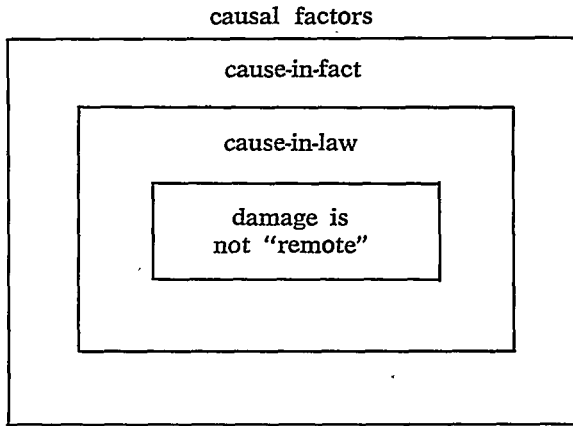 causal factors
cause-in-fact
cause-in-law
damage is
not "remote"